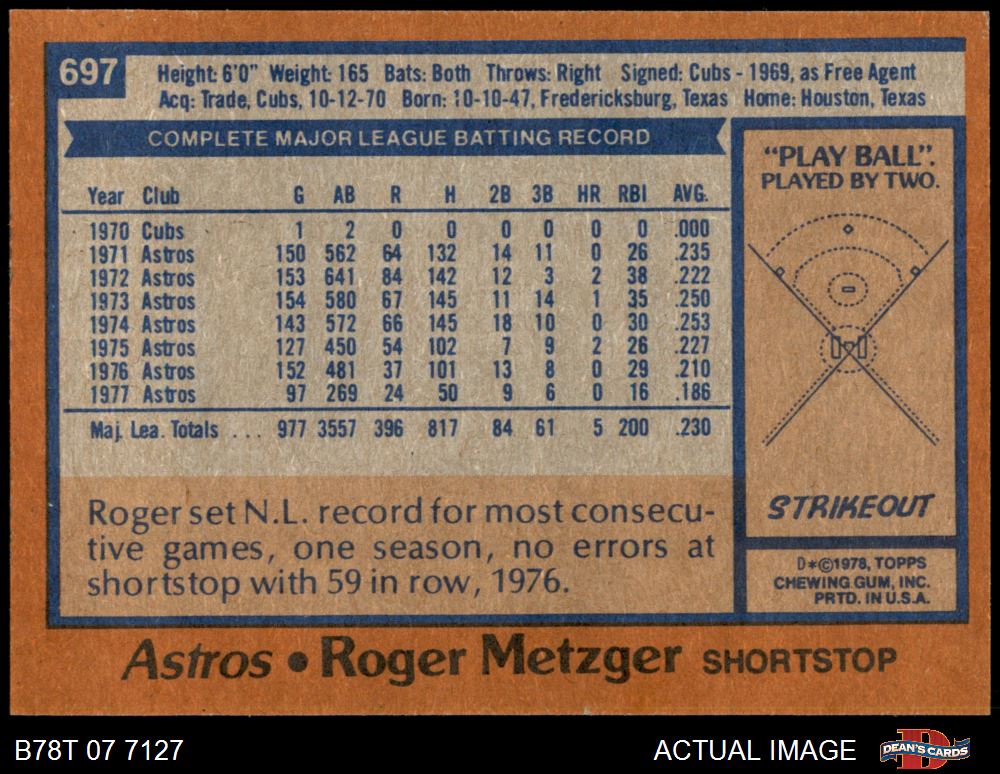 697
Height: 6'0" Weight: 165 Bats: Both Throws: Right Signed: Cubs - 1969, as Free Agent
Acq: Trade, Cubs, 10-12-70 Born: 10-10-47, Fredericksburg, Texas Home: Houston, Texas
COMPLETE MAJOR LEAGUE BATTING RECORD
Year Club G AB R H 2B 3B HR RBI AVG.
1970 Cubs 1 2 0 0 0 0 0 0 .000
1971 Astros 150 562 64 132 14 11 0 26 .235
1972 Astros 153 641 84 142 12 3 2 38 .222
1973 Astros 154 580 67 145 11 14 1 35 .250
1974 Astros 143 572 66 145 18 10 0 30 .253
1975 Astros 127 450 54 102 7 9 2 26 .227
1976 Astros 152 481 37 101 13 8 0 29 .210
1977 Astros 97 269 24 50 9 6 0 16 .186
Maj. Lea. Totals ... 977 3557 396 817 84 61 5 200 .230
Roger set N.L. record for most consecu-
tive games, one season, no errors at
shortstop with 59 in row, 1976.
"PLAY BALL".
PLAYED BY TWO.
STRIKEOUT
D*©1978, TOPPS
CHEWING GUM, INC.
PRTD. IN U.S.A.
Astros • Roger Metzger SHORTSTOP
B78T 07 7127
ACTUAL IMAGE
DEAN'S CARDS